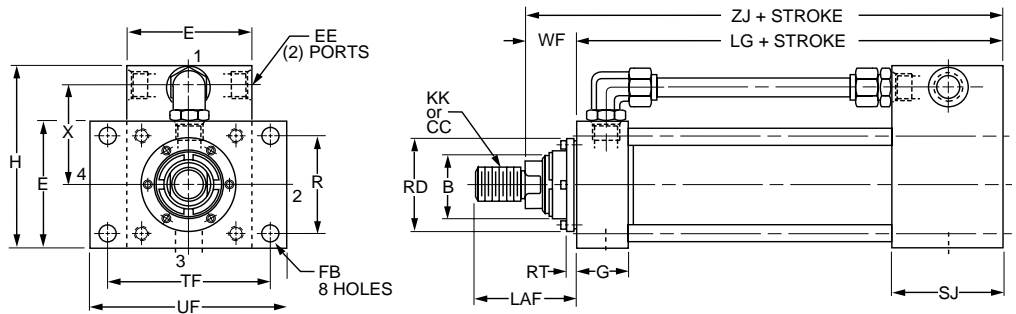 E
EE
(2) PORTS
1
X
H
E
4
R
2
3
FB
8 HOLES
TF
UF
ZJ + STROKE
WF
LG + STROKE
KK
or
CC
RD
B
RT
G
LAF
SJ